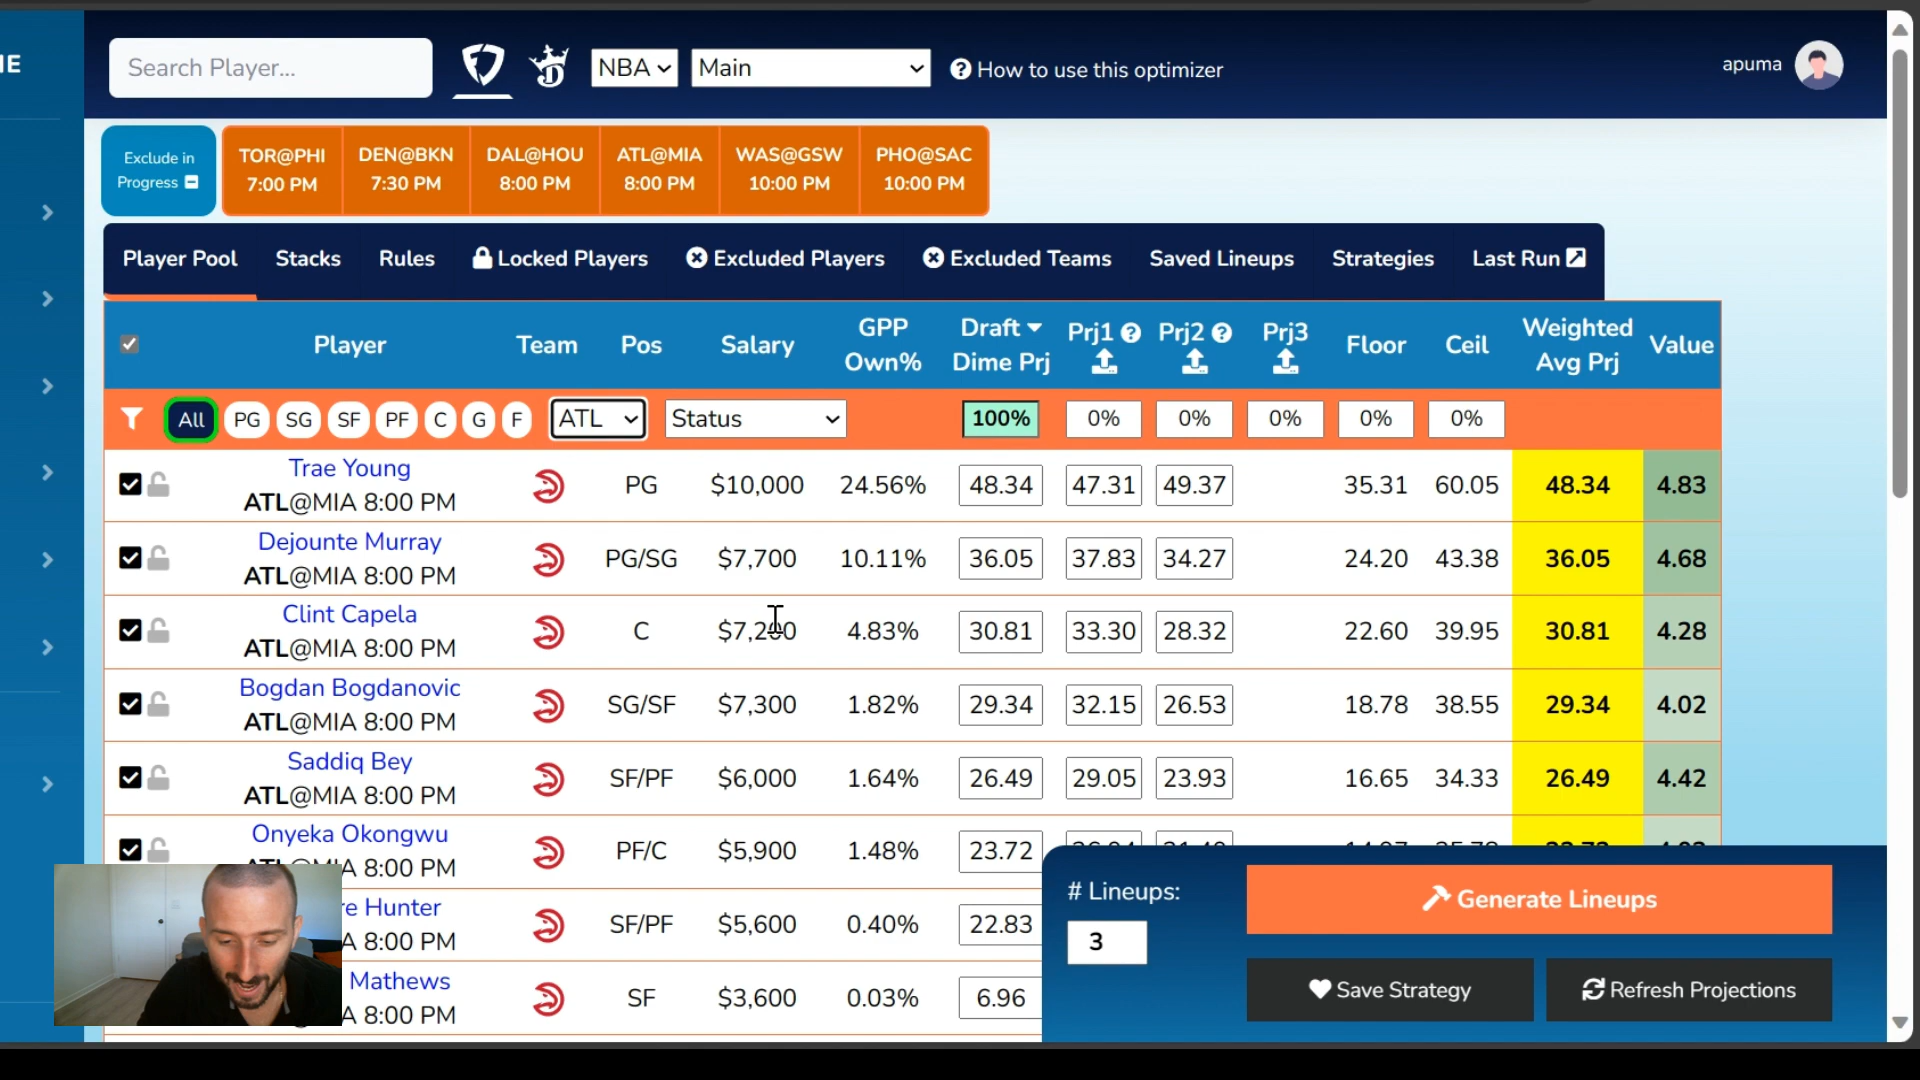 IE
Search Player...
NBA
Main
? How to use this optimizer
apuma
Exclude in
Progress
TOR@PHI
7:00 PM
DEN@BKN
7:30 PM
DAL@HOU
8:00 PM
ATL@MIA
8:00 PM
WAS@GSW
10:00 PM
PHO@SAC
10:00 PM
Player Pool Stacks Rules Locked Players Excluded Players Excluded Teams Saved Lineups Strategies Last Run
Player Team Pos Salary GPP Own% Draft Dime Prj Prj1 ? Prj2 ? Prj3 Floor Ceil Weighted Avg Prj Value
All PG SG SF PF C G F ATL Status 100% 0% 0% 0% 0% 0%
Trae Young
ATL@MIA 8:00 PM
PG $10,000 24.56% 48.34 47.31 49.37 35.31 60.05 48.34 4.83
Dejounte Murray
ATL@MIA 8:00 PM
PG/SG $7,700 10.11% 36.05 37.83 34.27 24.20 43.38 36.05 4.68
Clint Capela
ATL@MIA 8:00 PM
C $7,200 4.83% 30.81 33.30 28.32 22.60 39.95 30.81 4.28
Bogdan Bogdanovic
ATL@MIA 8:00 PM
SG/SF $7,300 1.82% 29.34 32.15 26.53 18.78 38.55 29.34 4.02
Saddiq Bey
ATL@MIA 8:00 PM
SF/PF $6,000 1.64% 26.49 29.05 23.93 16.65 34.33 26.49 4.42
Onyeka Okongwu
ATL@MIA 8:00 PM
PF/C $5,900 1.48% 23.72
re Hunter
A 8:00 PM
SF/PF $5,600 0.40% 22.83
Mathews
A 8:00 PM
SF $3,600 0.03% 6.96
# Lineups:
3
Generate Lineups
Save Strategy
Refresh Projections